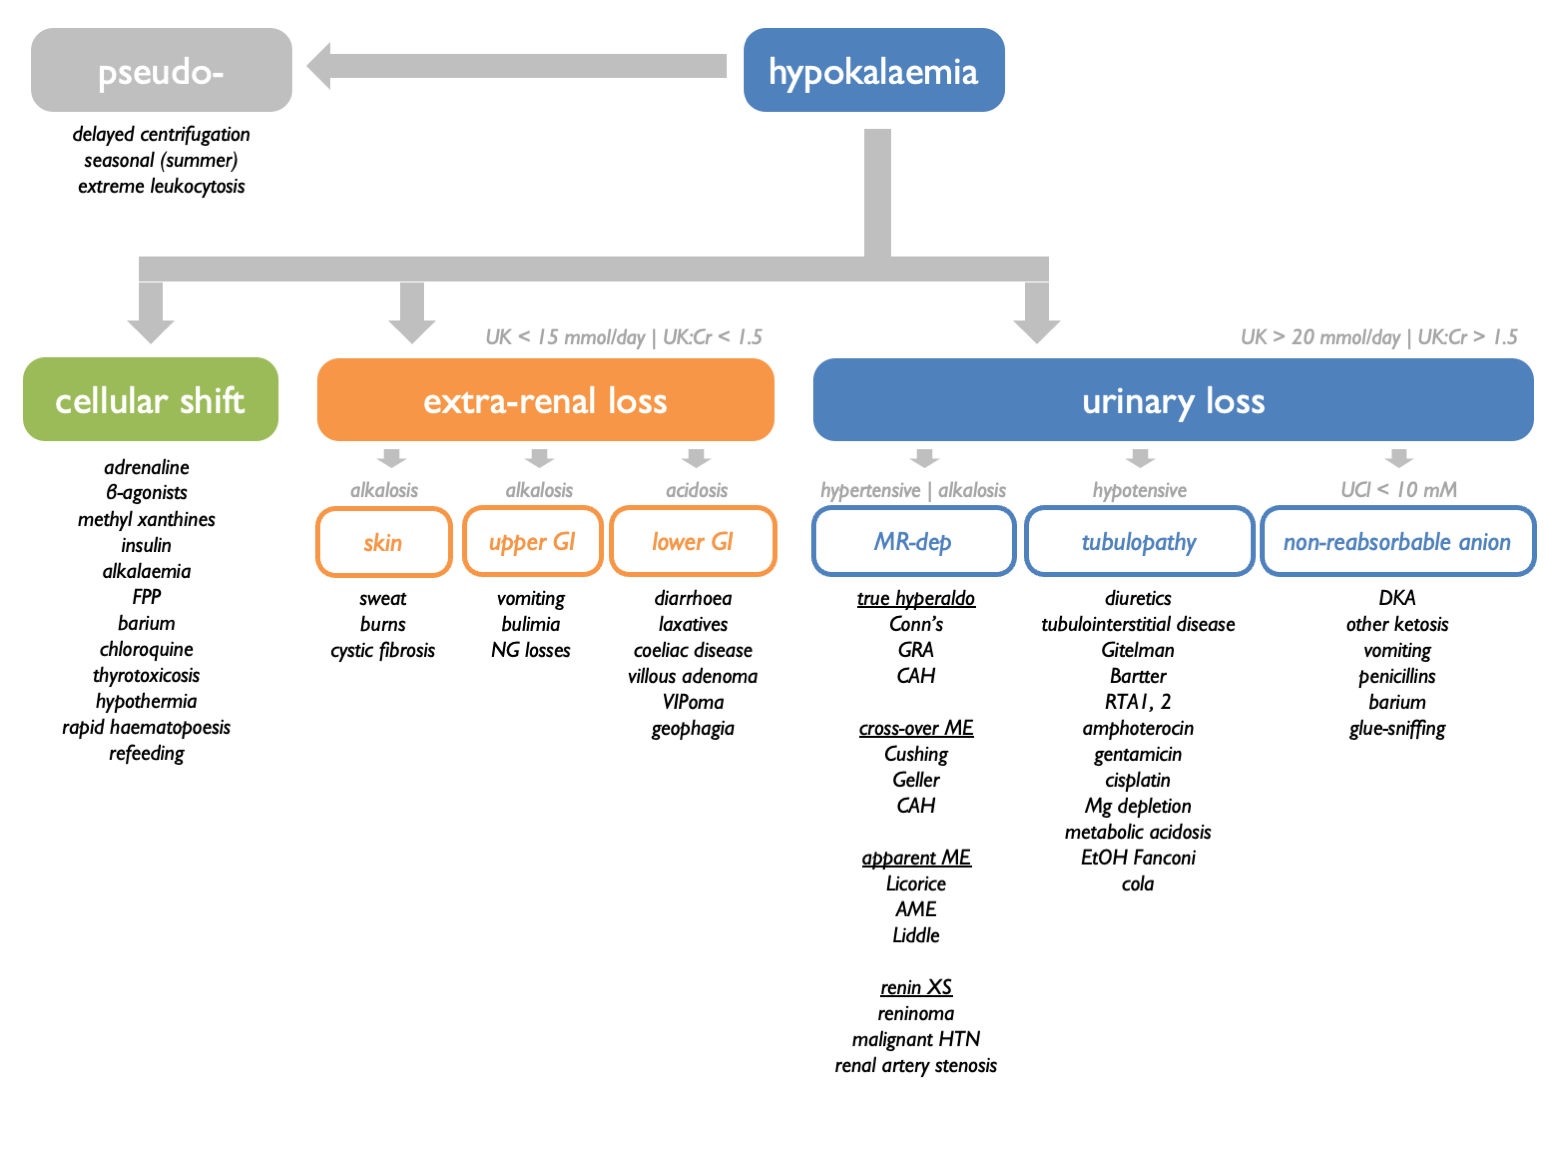 pseudo-
hypokalaemia
delayed centrifugation
seasonal (summer)
extreme leukocytosis
UK < 15 mmol/day | UK:Cr < 1.5
UK > 20 mmol/day | UK:Cr > 1.5
cellular shift
adrenaline
β-agonists
methyl xanthines
insulin
alkalaemia
FPP
barium
chloroquine
thyrotoxicosis
hypothermia
rapid haematopoesis
refeeding
extra-renal loss
alkalosis
skin
sweat
burns
cystic fibrosis
alkalosis
upper GI
vomiting
bulimia
NG losses
acidosis
lower GI
diarrhoea
laxatives
coeliac disease
villous adenoma
VIPoma
geophagia
urinary loss
hypertensive | alkalosis
MR-dep
true hyperaldo
Conn's
GRA
CAH
cross-over ME
Cushing
Geller
CAH
apparent ME
Licorice
AME
Liddle
renin XS
reninoma
malignant HTN
renal artery stenosis
hypotensive
tubulopathy
diuretics
tubulointerstitial disease
Gitelman
Bartter
RTA1, 2
amphoterocin
gentamicin
cisplatin
Mg depletion
metabolic acidosis
EtOH Fanconi
cola
UCl < 10 mM
non-reabsorbable anion
DKA
other ketosis
vomiting
penicillins
barium
glue-sniffing